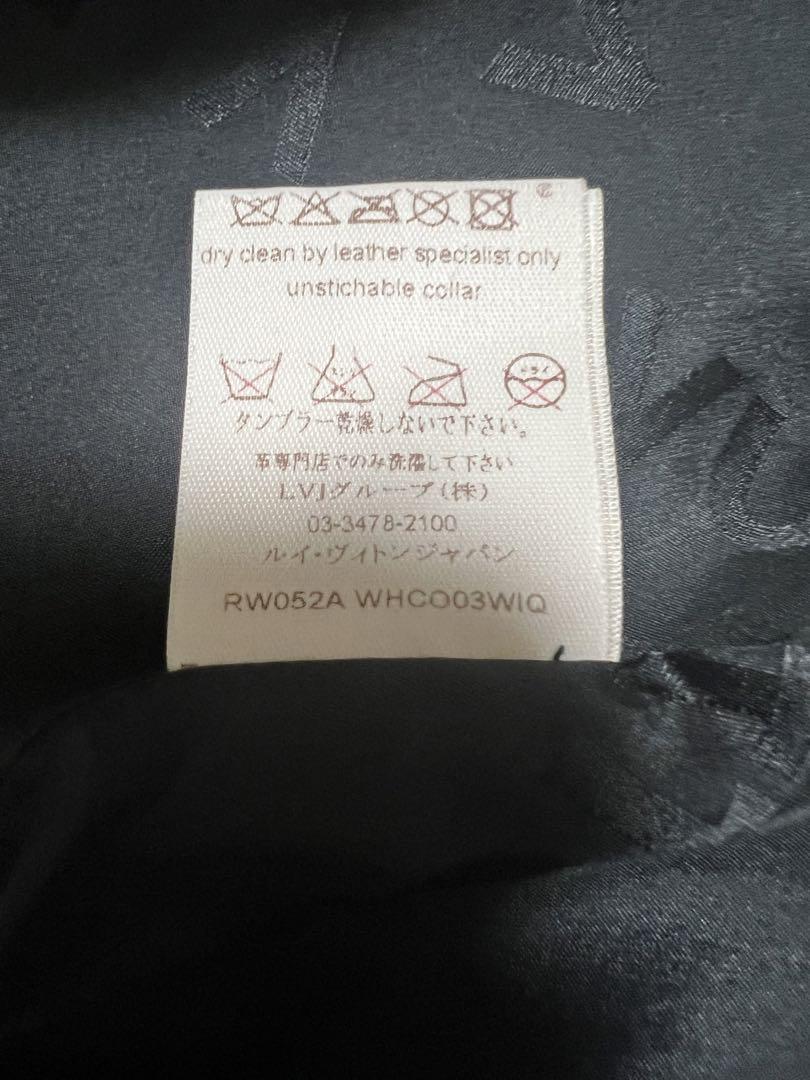 dry clean by leather specialist only
unstichable collar
ドライ
タンブラー乾燥しないで下さい。
革専門店でのみ洗濯して下さい
LVJグループ(株)
03-3478-2100
ルイ・ヴィトンジャパン
RW052A WHCO03WIQ